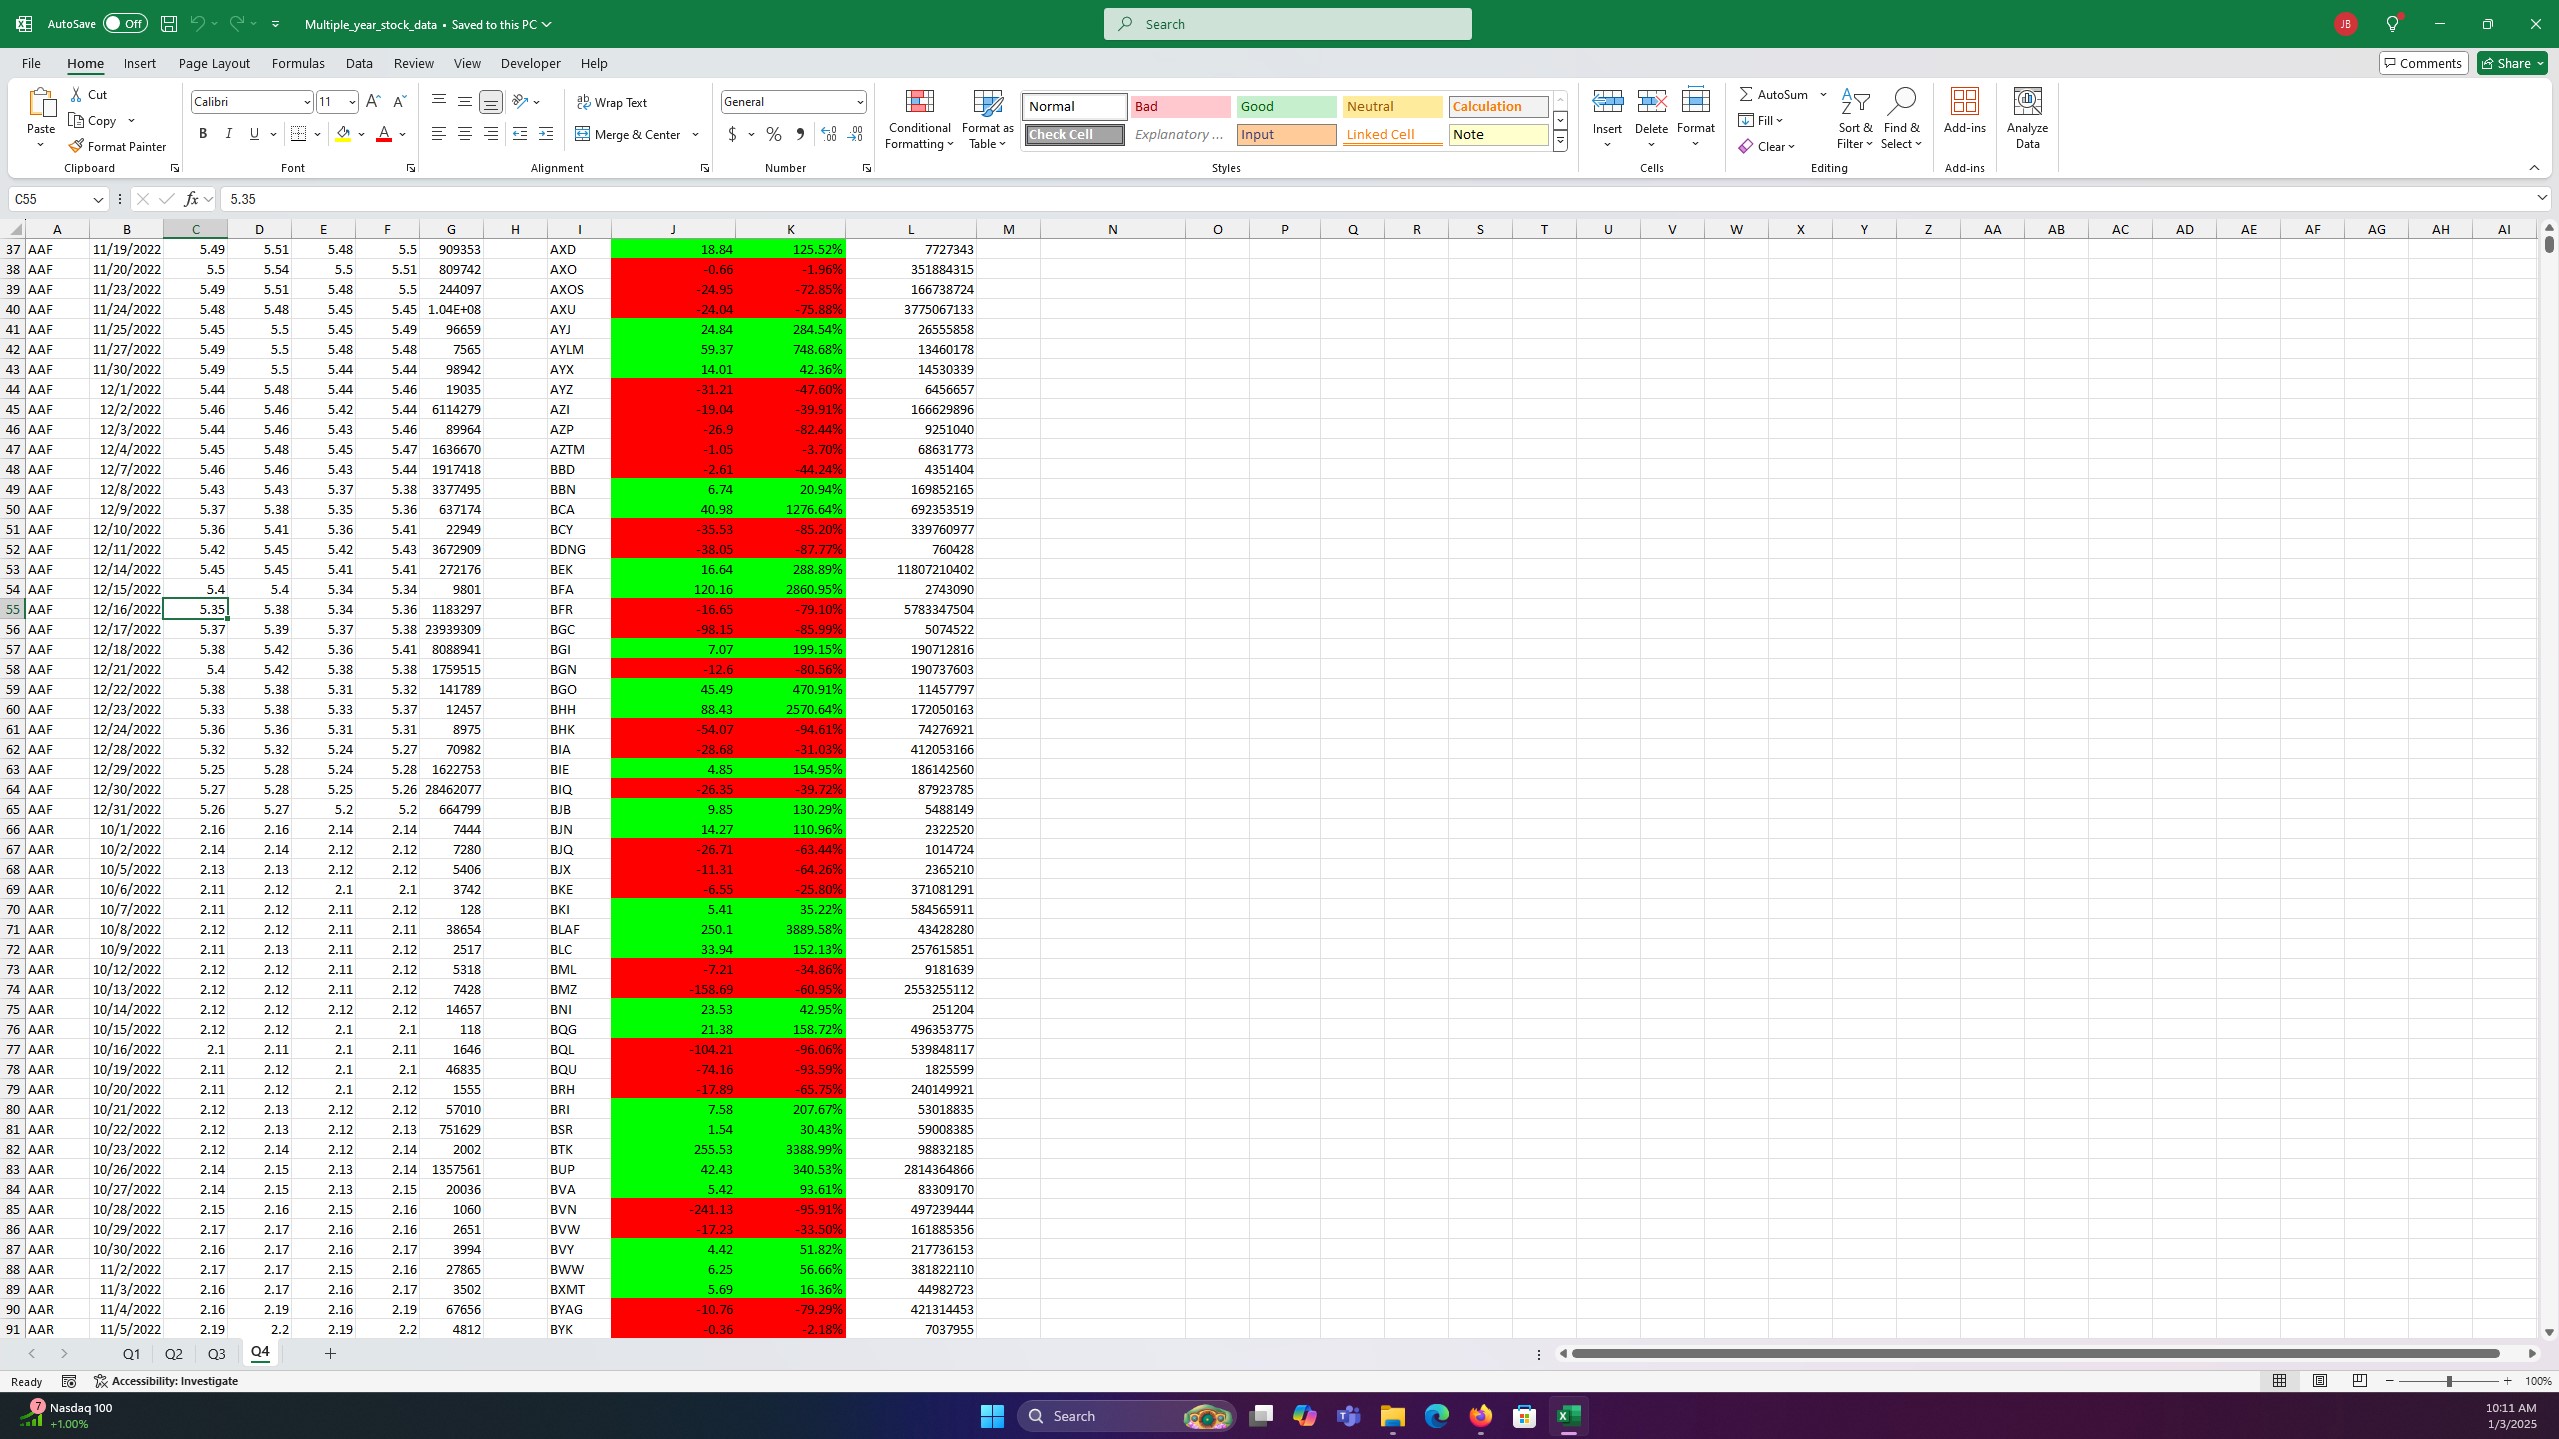 AutoSave Off Multiple_year_stock_data • Saved to this PC Search JB
File Home Insert Page Layout Formulas Data Review View Developer Help Comments Share
Paste Cut Copy Format Painter Clipboard
Calibri 11 B I U A Font
Wrap Text Merge & Center Alignment
General $ % 9 Number
Conditional Formatting Format as Table
Normal Bad Good Neutral Calculation
Check Cell Explanatory ... Input Linked Cell Note
Styles
Insert Delete Format Cells
AutoSum Fill Clear Sort & Filter Find & Select Editing
Add-ins Add-ins
Analyze Data
C55 fx 5.35
A B C D E F G H I J K L M N O P Q R S T U V W X Y Z AA AB AC AD AE AF AG AH AI
37 AAF 11/19/2022 5.49 5.51 5.48 5.5 909353 AXD 18.84 125.52% 7727343
38 AAF 11/20/2022 5.5 5.54 5.5 5.51 809742 AXO -0.66 -1.96% 351884315
39 AAF 11/23/2022 5.49 5.51 5.48 5.5 244097 AXOS -24.95 -72.85% 166738724
40 AAF 11/24/2022 5.48 5.48 5.45 5.45 1.04E+08 AXU -24.04 -75.88% 3775067133
41 AAF 11/25/2022 5.45 5.5 5.45 5.49 96659 AYJ 24.84 284.54% 26555858
42 AAF 11/27/2022 5.49 5.5 5.48 5.48 7565 AYLM 59.37 748.68% 13460178
43 AAF 11/30/2022 5.49 5.5 5.44 5.44 98942 AYX 14.01 42.36% 14530339
44 AAF 12/1/2022 5.44 5.48 5.44 5.46 19035 AYZ -31.21 -47.60% 6456657
45 AAF 12/2/2022 5.46 5.46 5.42 5.44 6114279 AZI -19.04 -39.91% 166629896
46 AAF 12/3/2022 5.44 5.46 5.43 5.46 89964 AZP -26.9 -82.44% 9251040
47 AAF 12/4/2022 5.45 5.48 5.45 5.47 1636670 AZTM -1.05 -3.70% 68631773
48 AAF 12/7/2022 5.46 5.46 5.43 5.44 1917418 BBD -2.61 -44.24% 4351404
49 AAF 12/8/2022 5.43 5.43 5.37 5.38 3377495 BBN 6.74 20.94% 169852165
50 AAF 12/9/2022 5.37 5.38 5.35 5.36 637174 BCA 40.98 1276.64% 692353519
51 AAF 12/10/2022 5.36 5.41 5.36 5.41 22949 BCY -35.53 -85.20% 339760977
52 AAF 12/11/2022 5.42 5.45 5.42 5.43 3672909 BDNG -38.05 -87.77% 760428
53 AAF 12/14/2022 5.45 5.45 5.41 5.41 272176 BEK 16.64 288.89% 11807210402
54 AAF 12/15/2022 5.4 5.4 5.34 5.34 9801 BFA 120.16 2860.95% 2743090
55 AAF 12/16/2022 5.35 5.38 5.34 5.36 1183297 BFR -16.65 -79.10% 5783347504
56 AAF 12/17/2022 5.37 5.39 5.37 5.38 23939309 BGC -98.15 -85.99% 5074522
57 AAF 12/18/2022 5.38 5.42 5.36 5.41 8088941 BGI 7.07 199.15% 190712816
58 AAF 12/21/2022 5.4 5.42 5.38 5.38 1759515 BGN -12.6 -80.56% 190737603
59 AAF 12/22/2022 5.38 5.38 5.31 5.32 141789 BGO 45.49 470.91% 11457797
60 AAF 12/23/2022 5.33 5.38 5.33 5.37 12457 BHH 88.43 2570.64% 172050163
61 AAF 12/24/2022 5.36 5.36 5.31 5.31 8975 BHK -54.07 -94.61% 74276921
62 AAF 12/28/2022 5.32 5.32 5.24 5.27 70982 BIA -28.68 -31.03% 412053166
63 AAF 12/29/2022 5.25 5.28 5.24 5.28 1622753 BIE 4.85 154.95% 186142560
64 AAF 12/30/2022 5.27 5.28 5.25 5.26 28462077 BIQ -26.35 -39.72% 87923785
65 AAF 12/31/2022 5.26 5.27 5.2 5.2 664799 BJB 9.85 130.29% 5488149
66 AAR 10/1/2022 2.16 2.16 2.14 2.14 7444 BJN 14.27 110.96% 2322520
67 AAR 10/2/2022 2.14 2.14 2.12 2.12 7280 BJQ -26.71 -63.44% 1014724
68 AAR 10/5/2022 2.13 2.13 2.12 2.12 5406 BJX -11.31 -64.26% 2365210
69 AAR 10/6/2022 2.11 2.12 2.1 2.1 3742 BKE -6.55 -25.80% 371081291
70 AAR 10/7/2022 2.11 2.12 2.11 2.12 128 BKI 5.41 35.22% 584565911
71 AAR 10/8/2022 2.12 2.12 2.11 2.11 38654 BLAF 250.1 3889.58% 43428280
72 AAR 10/9/2022 2.11 2.13 2.11 2.12 2517 BLC 33.94 152.13% 257615851
73 AAR 10/12/2022 2.12 2.12 2.11 2.12 5318 BML -7.21 -34.86% 9181639
74 AAR 10/13/2022 2.12 2.12 2.11 2.12 7428 BMZ -158.69 -60.95% 2553255112
75 AAR 10/14/2022 2.12 2.12 2.12 2.12 14657 BNI 23.53 42.95% 251204
76 AAR 10/15/2022 2.12 2.12 2.1 2.1 118 BQG 21.38 158.72% 496353775
77 AAR 10/16/2022 2.1 2.11 2.1 2.11 1646 BQL -104.21 -96.06% 539848117
78 AAR 10/19/2022 2.11 2.12 2.1 2.1 46835 BQU -74.16 -93.59% 1825599
79 AAR 10/20/2022 2.11 2.12 2.1 2.12 1555 BRH -17.89 -65.75% 240149921
80 AAR 10/21/2022 2.12 2.13 2.12 2.12 57010 BRI 7.58 207.67% 53018835
81 AAR 10/22/2022 2.12 2.13 2.12 2.13 751629 BSR 1.54 30.43% 59008385
82 AAR 10/23/2022 2.12 2.14 2.12 2.14 2002 BTK 255.53 3388.99% 98832185
83 AAR 10/26/2022 2.14 2.15 2.13 2.14 1357561 BUP 42.43 340.53% 2814364866
84 AAR 10/27/2022 2.14 2.15 2.13 2.15 20036 BVA 5.42 93.61% 83309170
85 AAR 10/28/2022 2.15 2.16 2.15 2.16 1060 BVN -241.13 -95.91% 497239444
86 AAR 10/29/2022 2.17 2.17 2.16 2.16 2651 BVW -17.23 -33.50% 161885356
87 AAR 10/30/2022 2.16 2.17 2.16 2.17 3994 BVY 4.42 51.82% 217736153
88 AAR 11/2/2022 2.17 2.17 2.15 2.16 27865 BWW 6.25 56.66% 381822110
89 AAR 11/3/2022 2.16 2.17 2.16 2.17 3502 BXMT 5.69 16.36% 44982723
90 AAR 11/4/2022 2.16 2.19 2.16 2.19 67656 BYAG -10.76 -79.29% 421314453
91 AAR 11/5/2022 2.19 2.2 2.19 2.2 4812 BYK -0.36 -2.18% 7037955
Q1 Q2 Q3 Q4 +
Ready Accessibility: Investigate 100%
7 Nasdaq 100 +1.00% Search 10:11 AM
1/3/2025